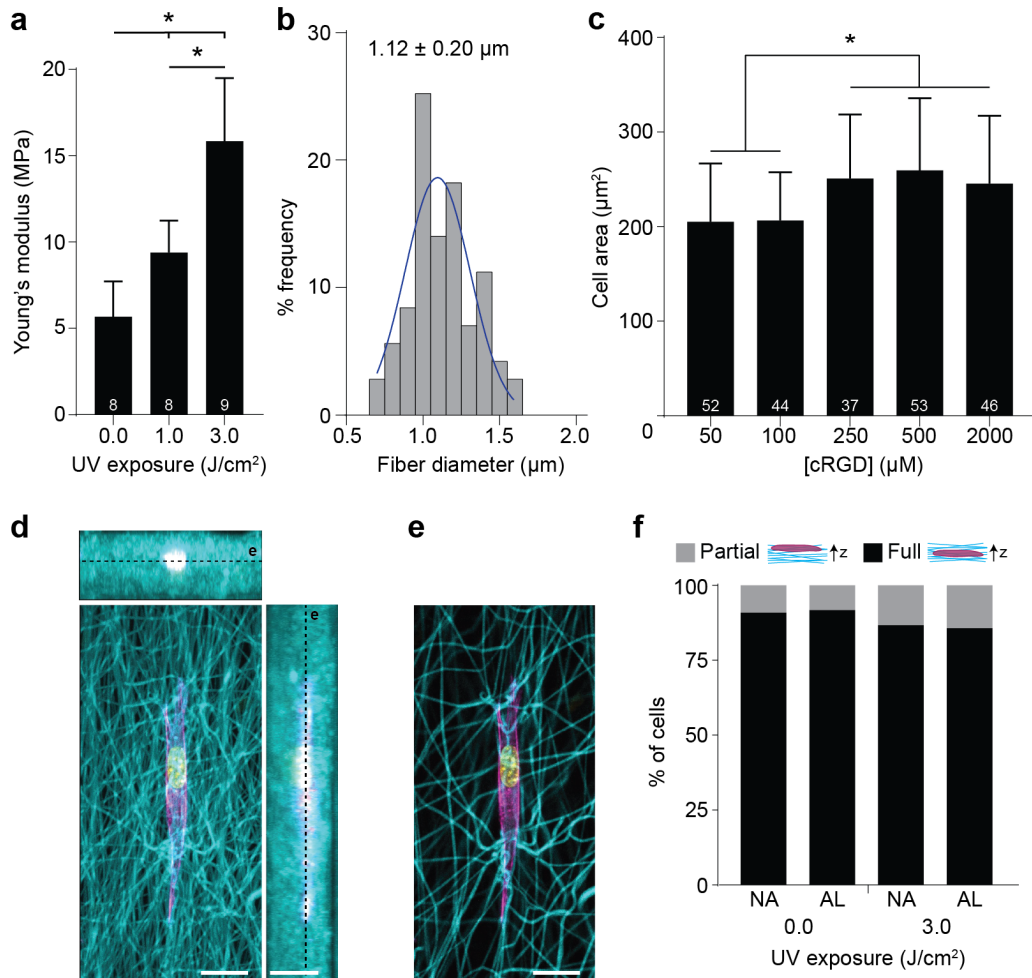 a
*
*
Young's modulus (MPa)
20
15
10
5
0
8
8
9
0.0
1.0
3.0
UV exposure (J/cm²)
b
1.12 ± 0.20 µm
% frequency
30
20
10
0
0.5
1.0
1.5
2.0
Fiber diameter (µm)
c
*
Cell area (µm²)
400
300
200
100
0
52
44
37
53
46
50
100
250
500
2000
[cRGD] (µM)
d
e
e
e
f
Partial
z
Full
z
% of cells
100
75
50
25
0
NA
AL
NA
AL
0.0
3.0
UV exposure (J/cm²)